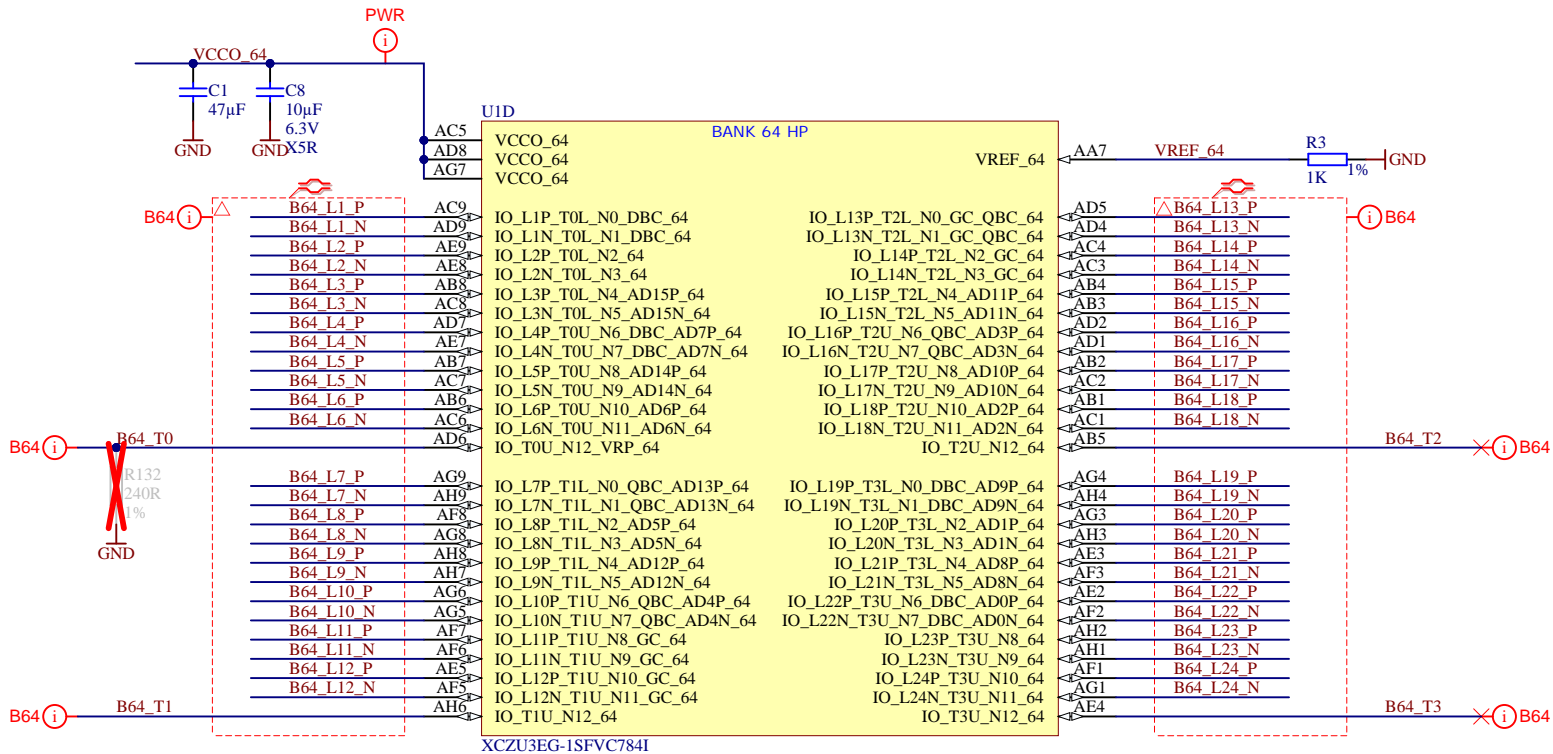 PWR
VCCO_64
C1
47µF
GND
C8
10µF
6.3V
X5R
GND
U1D
BANK 64 HP
AC5 VCCO_64
AD8 VCCO_64
AG7 VCCO_64
VREF_64 AA7 VREF_64
R3
1K
1%
GND
B64
B64_L1_P AC9 IO_L1P_T0L_N0_DBC_64
B64_L1_N AD9 IO_L1N_T0L_N1_DBC_64
B64_L2_P AE9 IO_L2P_T0L_N2_64
B64_L2_N AE8 IO_L2N_T0L_N3_64
B64_L3_P AB8 IO_L3P_T0L_N4_AD15P_64
B64_L3_N AC8 IO_L3N_T0L_N5_AD15N_64
B64_L4_P AD7 IO_L4P_T0U_N6_DBC_AD7P_64
B64_L4_N AE7 IO_L4N_T0U_N7_DBC_AD7N_64
B64_L5_P AB7 IO_L5P_T0U_N8_AD14P_64
B64_L5_N AC7 IO_L5N_T0U_N9_AD14N_64
B64_L6_P AB6 IO_L6P_T0U_N10_AD6P_64
B64_L6_N AC6 IO_L6N_T0U_N11_AD6N_64
B64 B64_T0 AD6 IO_T0U_N12_VRP_64
R132
240R
1%
GND
B64_L7_P AG9 IO_L7P_T1L_N0_QBC_AD13P_64
B64_L7_N AH9 IO_L7N_T1L_N1_QBC_AD13N_64
B64_L8_P AF8 IO_L8P_T1L_N2_AD5P_64
B64_L8_N AG8 IO_L8N_T1L_N3_AD5N_64
B64_L9_P AH8 IO_L9P_T1L_N4_AD12P_64
B64_L9_N AH7 IO_L9N_T1L_N5_AD12N_64
B64_L10_P AG6 IO_L10P_T1U_N6_QBC_AD4P_64
B64_L10_N AG5 IO_L10N_T1U_N7_QBC_AD4N_64
B64_L11_P AF7 IO_L11P_T1U_N8_GC_64
B64_L11_N AF6 IO_L11N_T1U_N9_GC_64
B64_L12_P AE5 IO_L12P_T1U_N10_GC_64
B64_L12_N AF5 IO_L12N_T1U_N11_GC_64
B64 B64_T1 AH6 IO_T1U_N12_64
IO_L13P_T2L_N0_GC_QBC_64 AD5 B64_L13_P
B64
IO_L13N_T2L_N1_GC_QBC_64 AD4 B64_L13_N
IO_L14P_T2L_N2_GC_64 AC4 B64_L14_P
IO_L14N_T2L_N3_GC_64 AC3 B64_L14_N
IO_L15P_T2L_N4_AD11P_64 AB4 B64_L15_P
IO_L15N_T2L_N5_AD11N_64 AB3 B64_L15_N
IO_L16P_T2U_N6_QBC_AD3P_64 AD2 B64_L16_P
IO_L16N_T2U_N7_QBC_AD3N_64 AD1 B64_L16_N
IO_L17P_T2U_N8_AD10P_64 AB2 B64_L17_P
IO_L17N_T2U_N9_AD10N_64 AC2 B64_L17_N
IO_L18P_T2U_N10_AD2P_64 AB1 B64_L18_P
IO_L18N_T2U_N11_AD2N_64 AC1 B64_L18_N
IO_T2U_N12_64 AB5 B64_T2 B64
IO_L19P_T3L_N0_DBC_AD9P_64 AG4 B64_L19_P
IO_L19N_T3L_N1_DBC_AD9N_64 AH4 B64_L19_N
IO_L20P_T3L_N2_AD1P_64 AG3 B64_L20_P
IO_L20N_T3L_N3_AD1N_64 AH3 B64_L20_N
IO_L21P_T3L_N4_AD8P_64 AE3 B64_L21_P
IO_L21N_T3L_N5_AD8N_64 AF3 B64_L21_N
IO_L22P_T3U_N6_DBC_AD0P_64 AE2 B64_L22_P
IO_L22N_T3U_N7_DBC_AD0N_64 AF2 B64_L22_N
IO_L23P_T3U_N8_64 AH2 B64_L23_P
IO_L23N_T3U_N9_64 AH1 B64_L23_N
IO_L24P_T3U_N10_64 AF1 B64_L24_P
IO_L24N_T3U_N11_64 AG1 B64_L24_N
IO_T3U_N12_64 AE4 B64_T3 B64
XCZU3EG-1SFVC784I